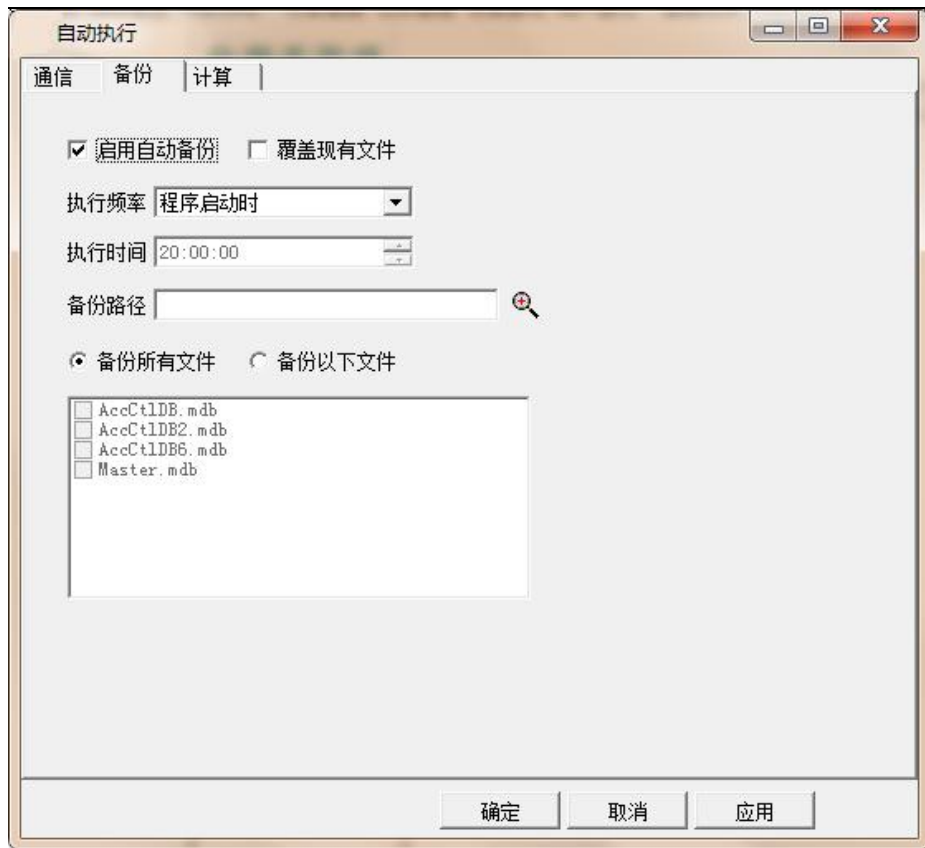 自动执行
通信 备份 计算
启用自动备份 覆盖现有文件
执行频率 程序启动时
执行时间 20:00:00
备份路径
备份所有文件 备份以下文件
AccCtlDB.mdb
AccCtlDB2.mdb
AccCtlDB6.mdb
Master.mdb
确定 取消 应用